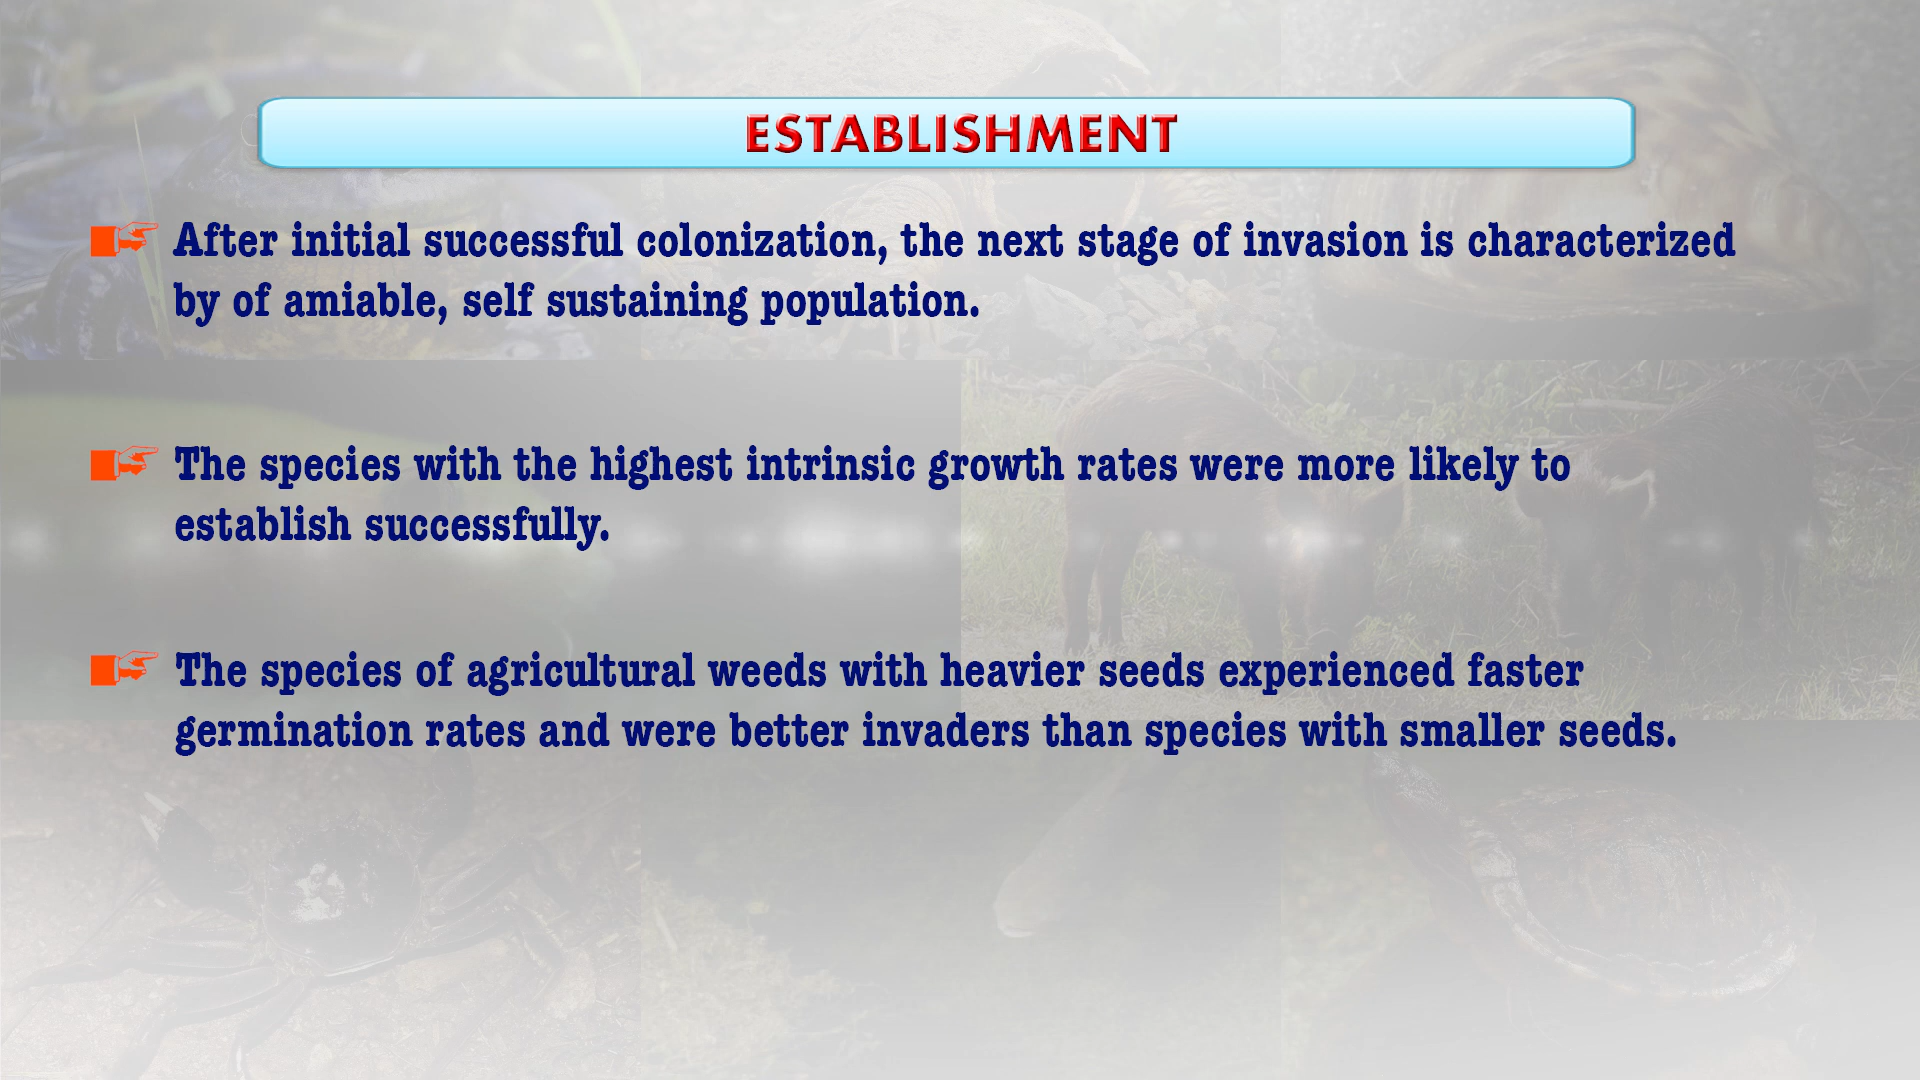 ESTABLISHMENT
After initial successful colonization, the next stage of invasion is characterized
by of amiable, self sustaining population.
The species with the highest intrinsic growth rates were more likely to
establish successfully.
The species of agricultural weeds with heavier seeds experienced faster
germination rates and were better invaders than species with smaller seeds.